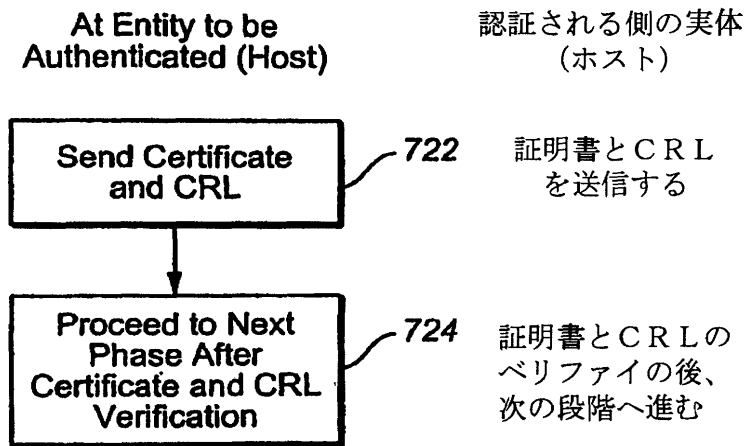 At Entity to be
Authenticated (Host)
認証される側の実体
(ホスト)
Send Certificate
and CRL
722
証明書とＣＲＬ
を送信する
Proceed to Next
Phase After
Certificate and CRL
Verification
724
証明書とＣＲＬの
ベリファイの後、
次の段階へ進む